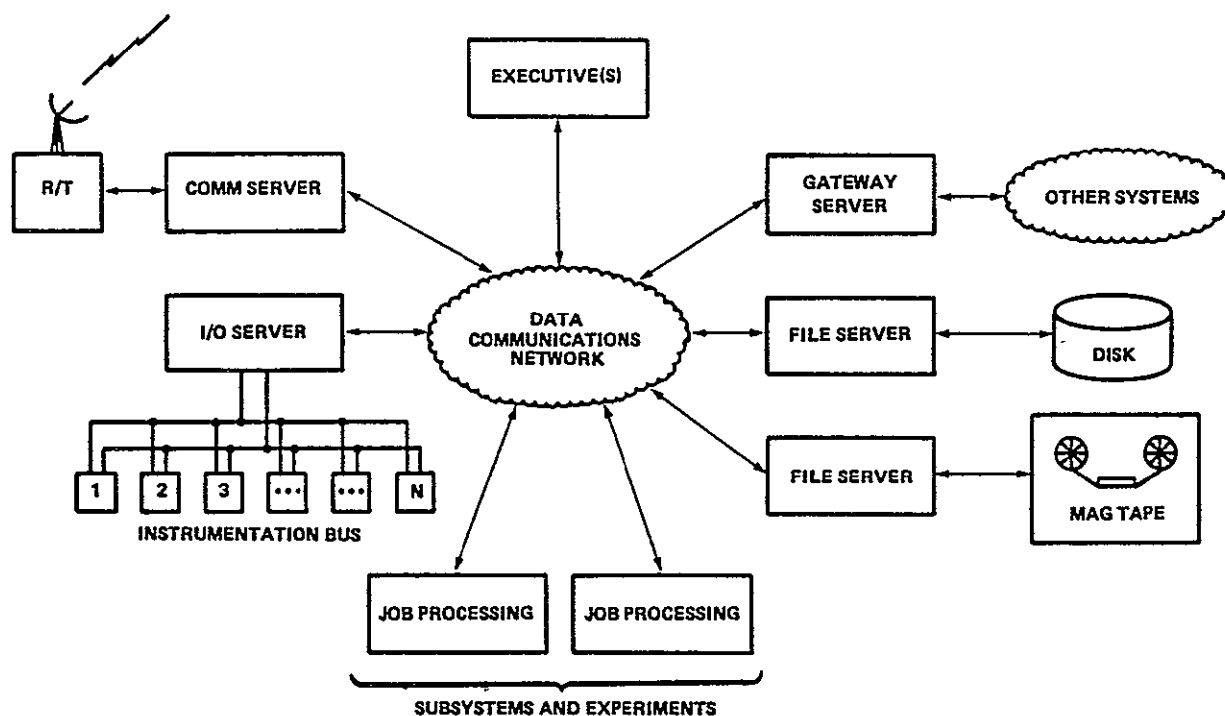 EXECUTIVE(S)
R/T
COMM SERVER
GATEWAY
SERVER
OTHER SYSTEMS
I/O SERVER
DATA
COMMUNICATIONS
NETWORK
FILE SERVER
DISK
1
2
3
•••
•••
N
INSTRUMENTATION BUS
FILE SERVER
MAG TAPE
JOB PROCESSING
JOB PROCESSING
SUBSYSTEMS AND EXPERIMENTS